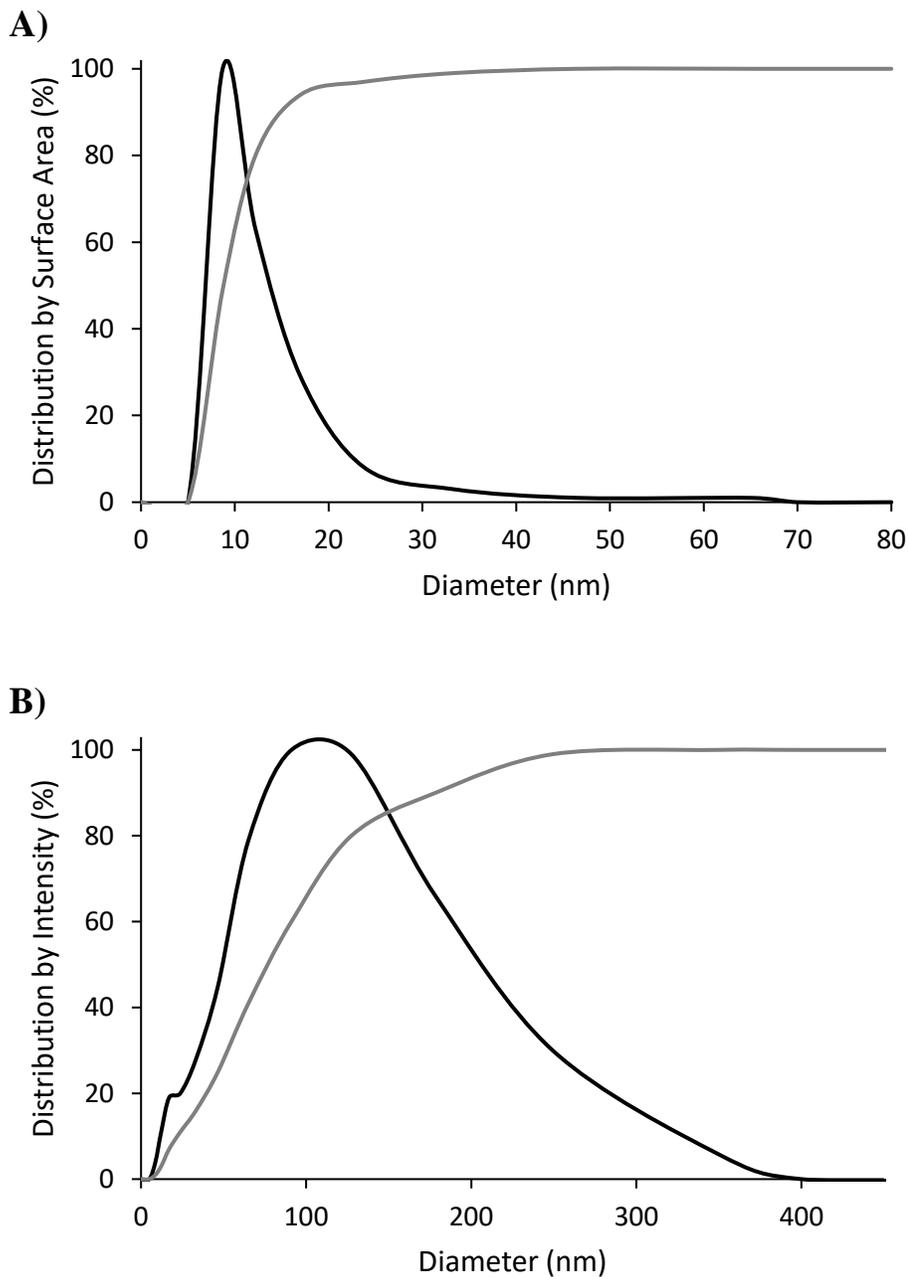 A)
Distribution by Surface Area (%)
100
80
60
40
20
0
0 10 20 30 40 50 60 70 80
Diameter (nm)
B)
Distribution by Intensity (%)
100
80
60
40
20
0
0 100 200 300 400
Diameter (nm)